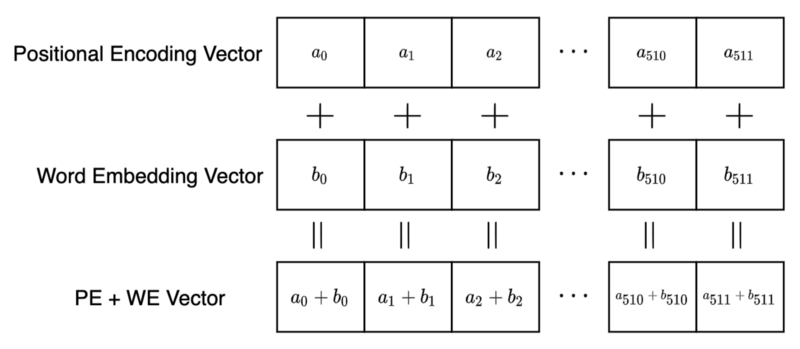 Positional Encoding Vector a₀ a₁ a₂ ··· a₅₁₀ a₅₁₁
+ + + + +
Word Embedding Vector b₀ b₁ b₂ ··· b₅₁₀ b₅₁₁
|| || || || ||
PE + WE Vector a₀ + b₀ a₁ + b₁ a₂ + b₂ ··· a₅₁₀ + b₅₁₀ a₅₁₁ + b₅₁₁